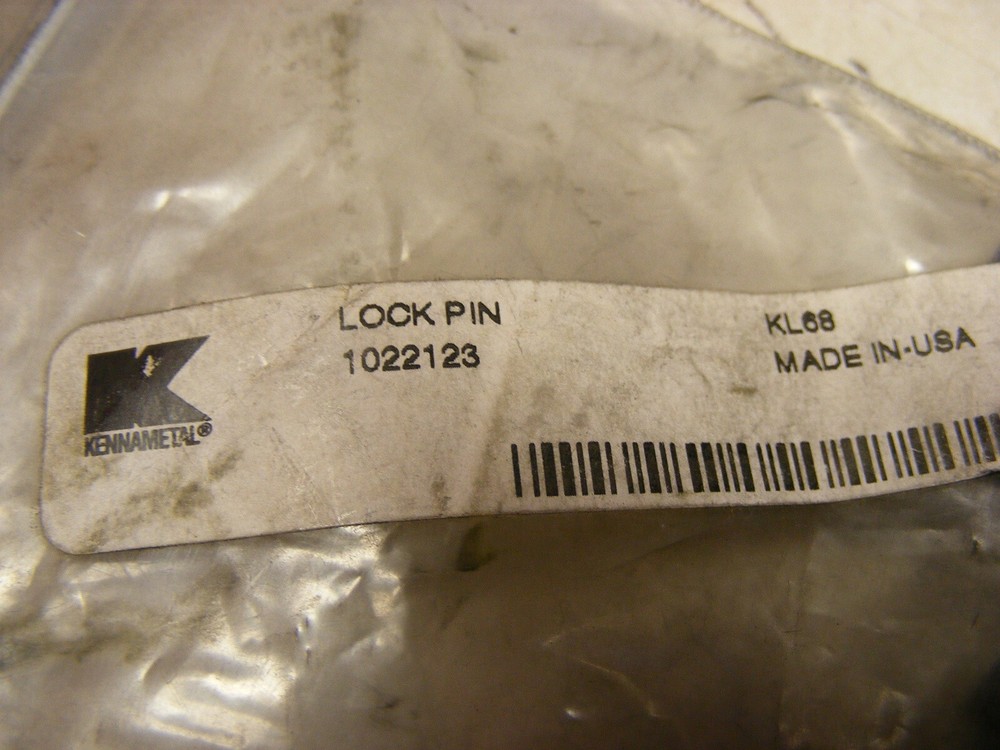 LOCK PIN
1022123
KL68
MADE IN-USA
KENNAMETAL®